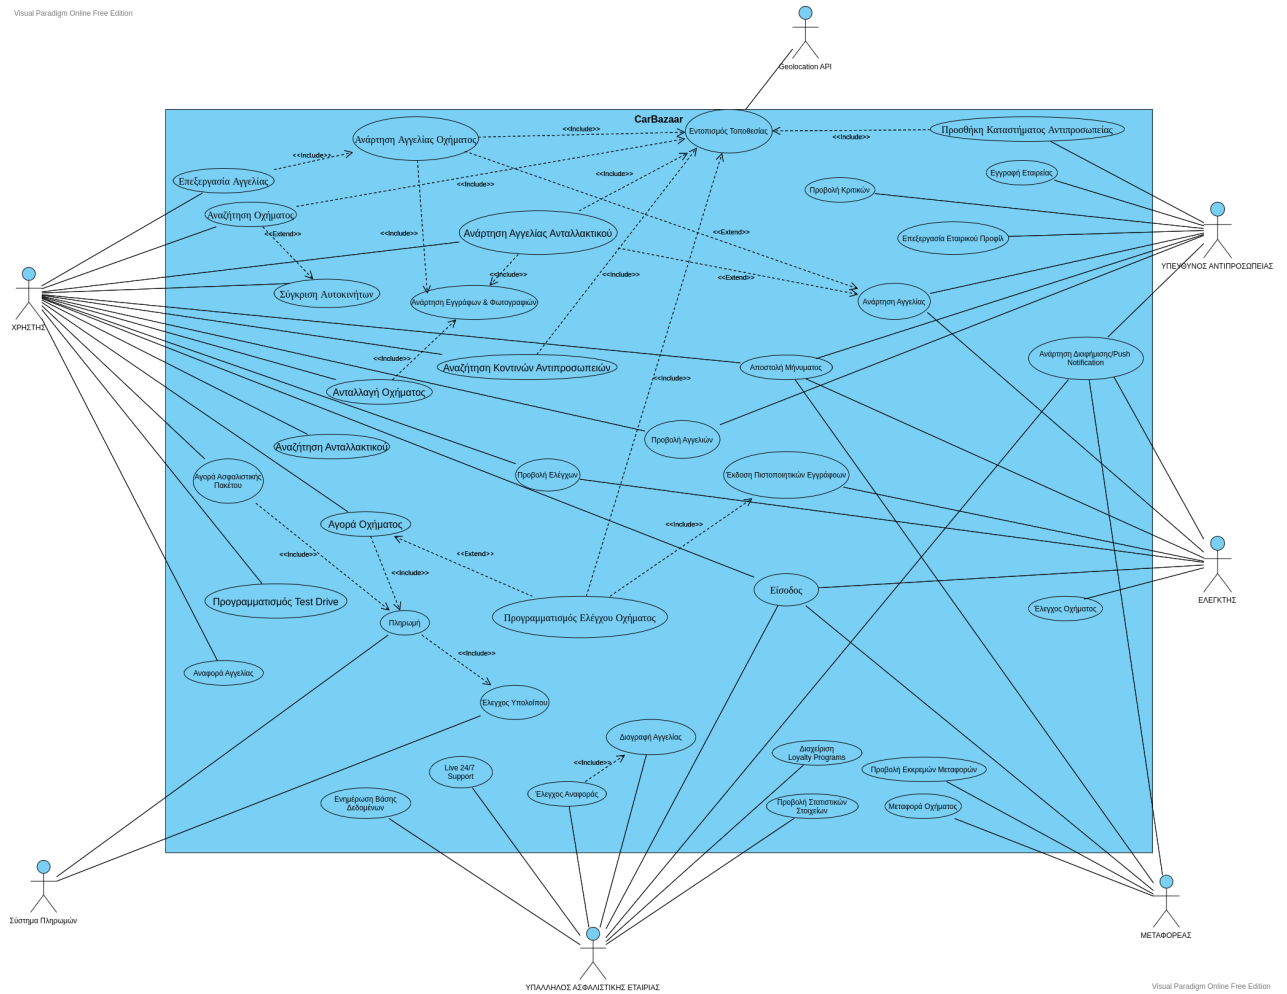 Visual Paradigm Online Free Edition
Geolocation API
CarBazaar
Ανάρτηση Αγγελίας Οχήματος
<<Include>>
Εντοπισμός Τοποθεσίας
<<Include>>
Προσθήκη Καταστήματος Αντιπροσωπείας
<<Include>>
Επεξεργασία Αγγελίας
<<Include>>
<<Include>>
Εγγραφή Εταιρείας
Προβολή Κριτικών
Αναζήτηση Οχήματος
<<Extend>>
<<Include>>
Ανάρτηση Αγγελίας Ανταλλακτικού
<<Extend>>
Επεξεργασία Εταιρικού Προφίλ
ΥΠΕΥΘΥΝΟΣ ΑΝΤΙΠΡΟΣΩΠΕΙΑΣ
<<Include>>
<<Include>>
<<Extend>>
Σύγκριση Αυτοκινήτων
Ανάρτηση Εγγράφων & Φωτογραφιών
Ανάρτηση Αγγελίας
ΧΡΗΣΤΗΣ
<<Include>>
Αναζήτηση Κοντινών Αντιπροσωπειών
Αποστολή Μήνυματος
Ανάρτηση Διαφήμισης/Push
Notification
<<Include>>
Ανταλλαγή Οχήματος
Αναζήτηση Ανταλλακτικού
Προβολή Αγγελιών
Αγορά Ασφαλιστικής
Πακέτου
Προβολή Ελέγχων
Έκδοση Πιστοποιητικών Εγγράφοων
Αγορά Οχήματος
<<Include>>
<<Include>>
<<Extend>>
<<Include>>
Προγραμματισμός Test Drive
Πληρωμή
Προγραμματισμός Ελέγχου Οχήματος
Είσοδος
Έλεγχος Οχήματος
ΕΛΕΓΚΤΗΣ
<<Include>>
Αναφορά Αγγελίας
Έλεγχος Υπολοίπου
Διαγραφή Αγγελίας
<<Include>>
Διαχείριση
Loyalty Programs
Live 24/7
Support
Προβολή Εκκρεμών Μεταφορών
Ενημέρωση Βάσης
Δεδομένων
Έλεγχος Αναφοράς
Προβολή Στατιστικών
Στοιχείων
Μεταφορά Οχήματος
Σύστημα Πληρωμών
ΜΕΤΑΦΟΡΕΑΣ
ΥΠΑΛΛΗΛΟΣ ΑΣΦΑΛΙΣΤΙΚΗΣ ΕΤΑΙΡΙΑΣ
Visual Paradigm Online Free Edition